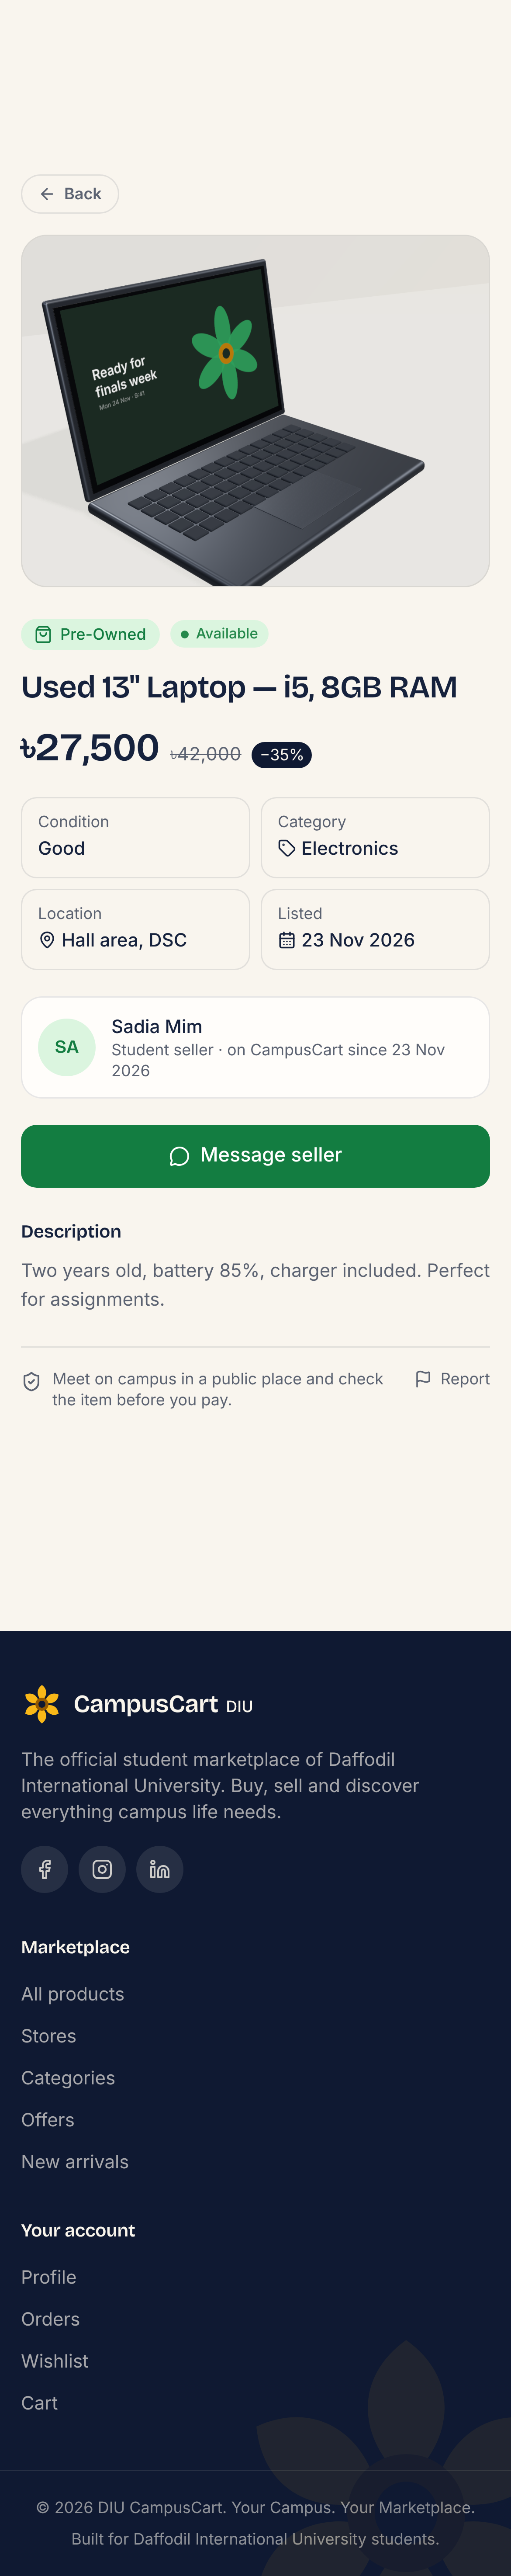 Back
Ready for
finals week
Mon 24 Nov · 9:41
Pre-Owned
Available
Used 13" Laptop — i5, 8GB RAM
৳27,500 ৳42,000 −35%
Condition
Good
Category
Electronics
Location
Hall area, DSC
Listed
23 Nov 2026
SA
Sadia Mim
Student seller · on CampusCart since 23 Nov
2026
Message seller
Description
Two years old, battery 85%, charger included. Perfect
for assignments.
Meet on campus in a public place and check
the item before you pay.
Report
CampusCart DIU
The official student marketplace of Daffodil
International University. Buy, sell and discover
everything campus life needs.
Marketplace
All products
Stores
Categories
Offers
New arrivals
Your account
Profile
Orders
Wishlist
Cart
© 2026 DIU CampusCart. Your Campus. Your Marketplace.
Built for Daffodil International University students.